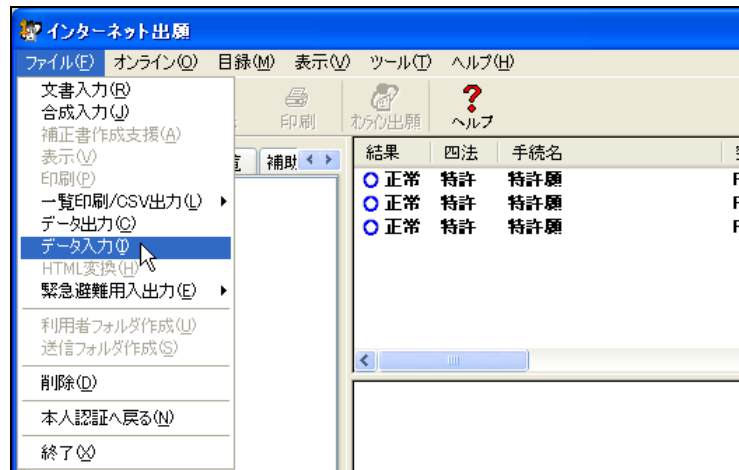 インターネット出願
ファイル(F) オンライン(O) 目録(M) 表示(V) ツール(T) ヘルプ(H)
文書入力(R)
合成入力(J)
補正書作成支援(A)
表示(V)
印刷(P)
一覧印刷/CSV出力(L)
データ出力(C)
データ入力(I)
HTML変換(H)
緊急避難用入出力(E)
利用者フォルダ作成(U)
送信フォルダ作成(S)
削除(D)
本人認証へ戻る(N)
終了(X)
印刷 オンライン出願 ヘルプ
補助
結果 四法 手続名
正常 特許 特許願
正常 特許 特許願
正常 特許 特許願